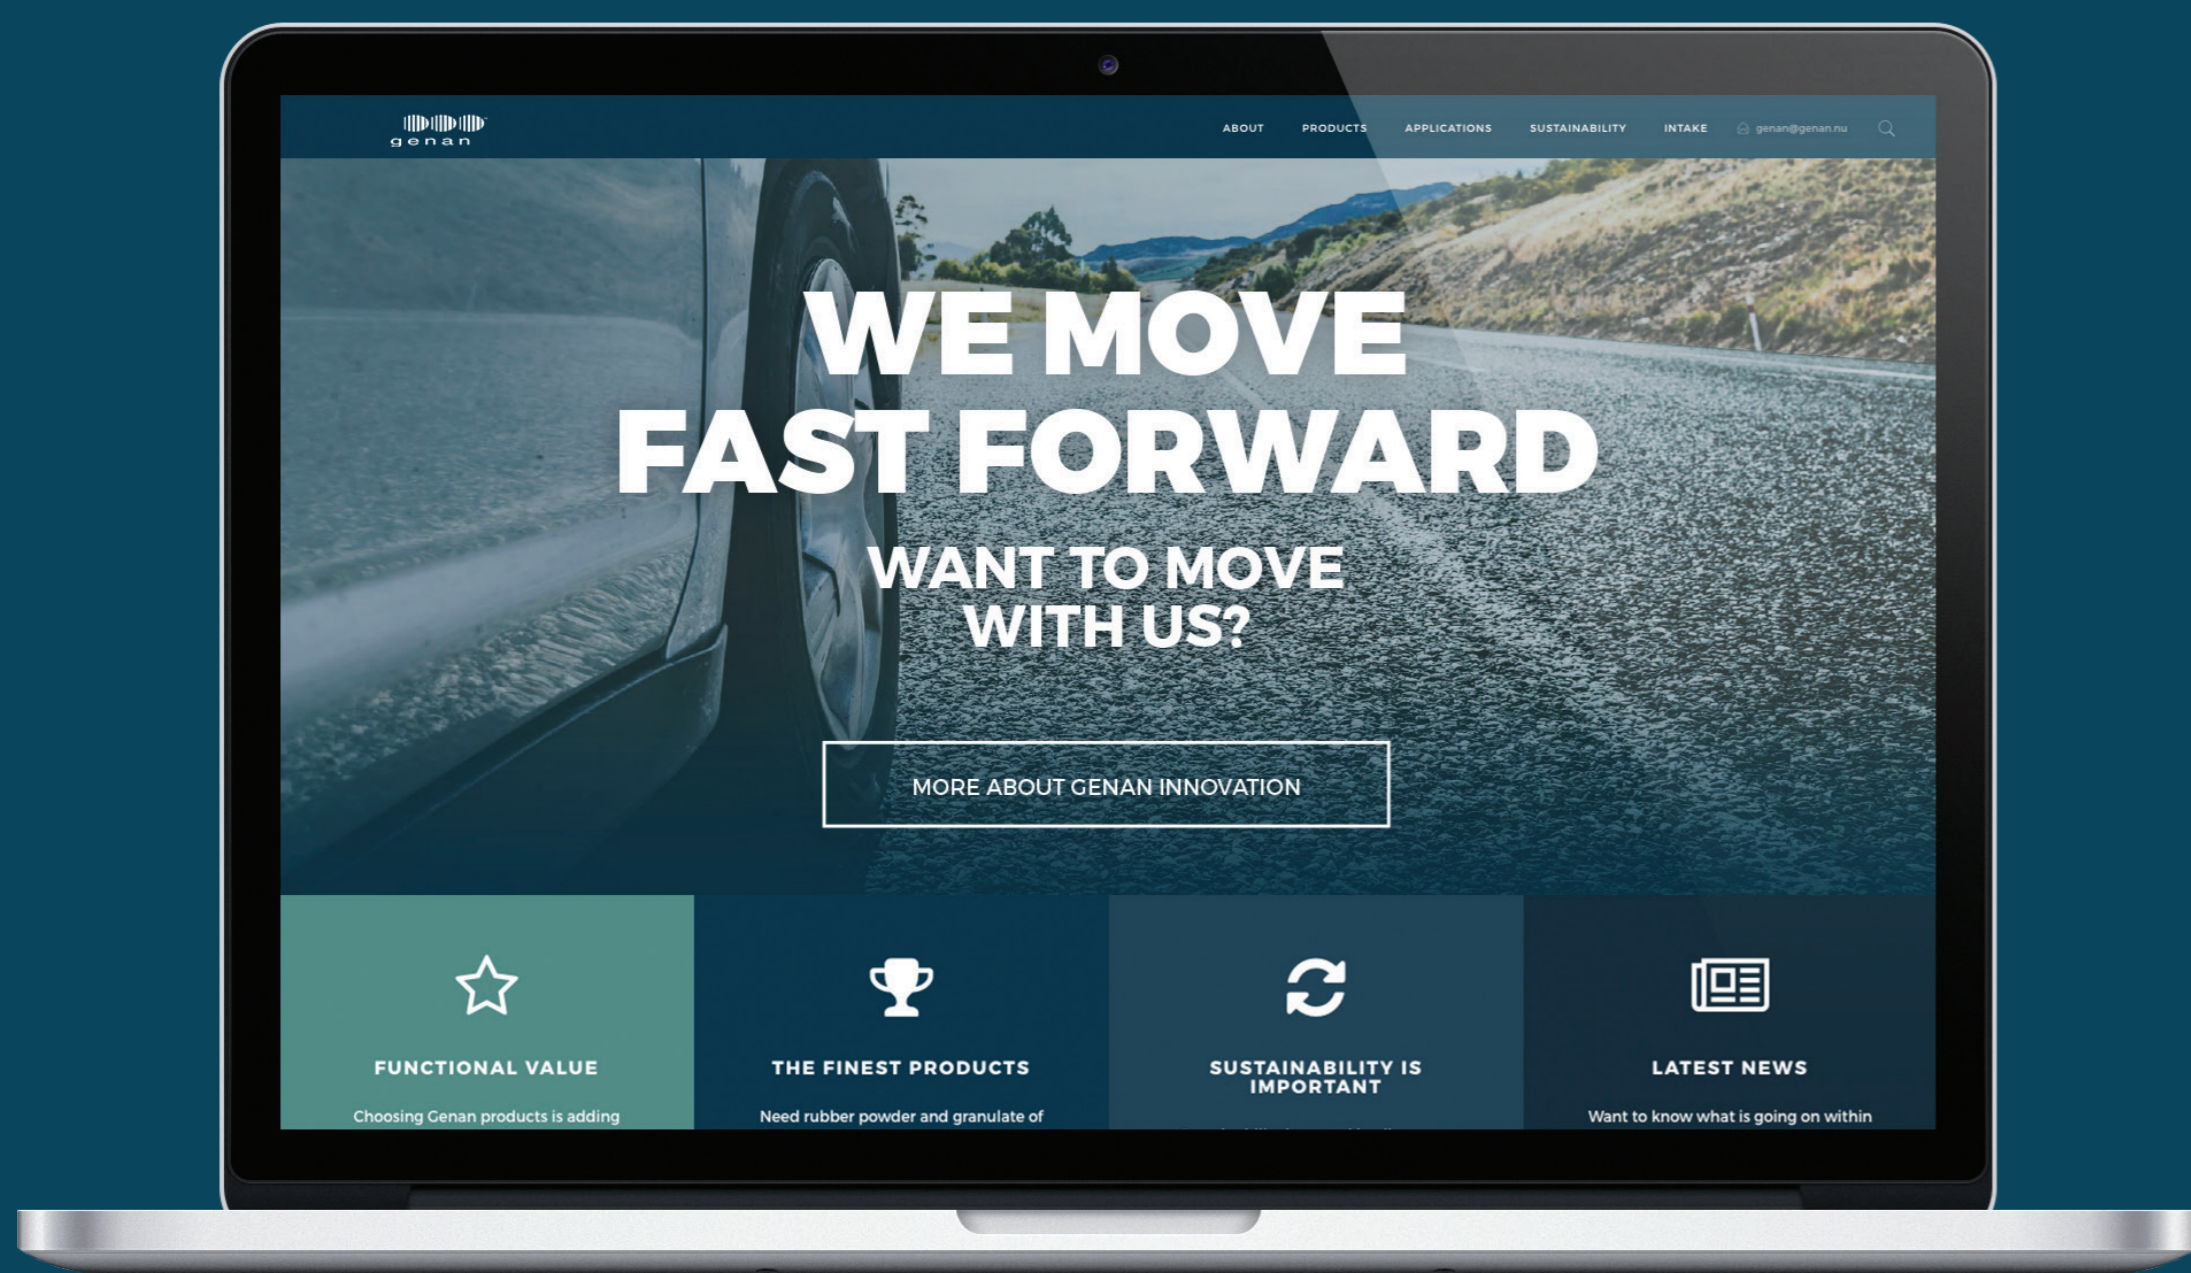 genan
ABOUT PRODUCTS APPLICATIONS SUSTAINABILITY INTAKE genan@genan.nu
WE MOVE
FAST FORWARD
WANT TO MOVE
WITH US?
MORE ABOUT GENAN INNOVATION
FUNCTIONAL VALUE
Choosing Genan products is adding
THE FINEST PRODUCTS
Need rubber powder and granulate of
SUSTAINABILITY IS
IMPORTANT
LATEST NEWS
Want to know what is going on within